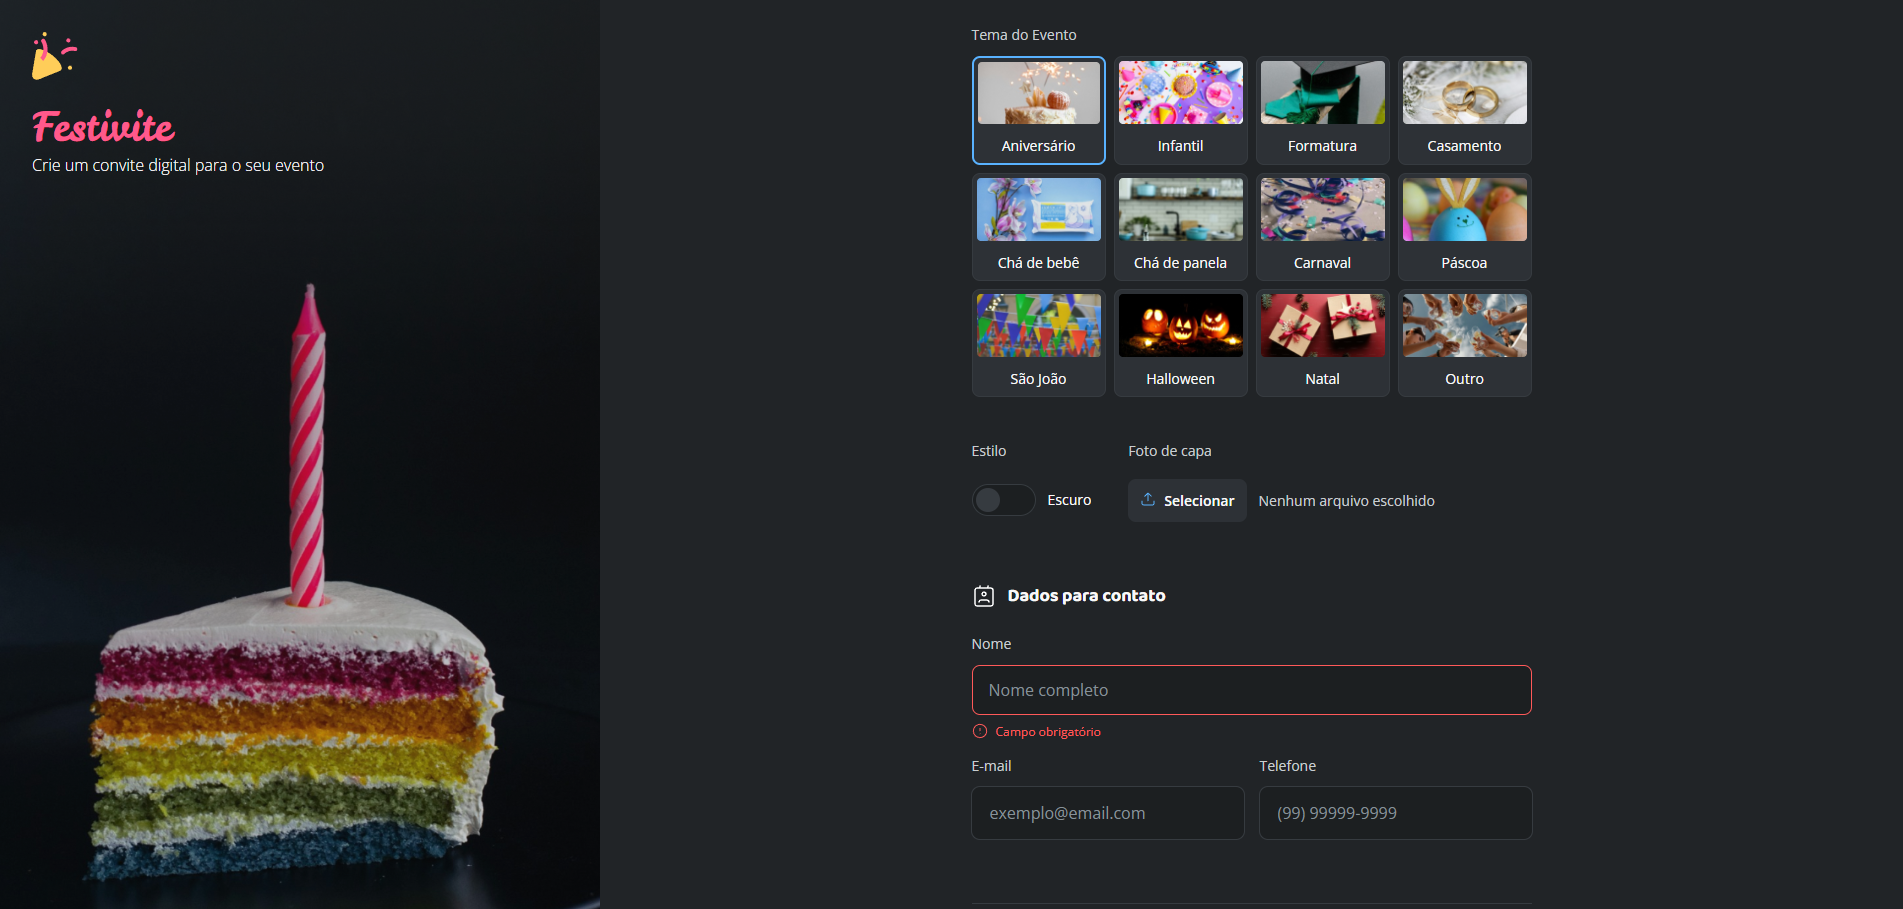 Festivite
Crie um convite digital para o seu evento
Tema do Evento
Aniversário
Infantil
Formatura
Casamento
Chá de bebê
Chá de panela
Carnaval
Páscoa
São João
Halloween
Natal
Outro
Estilo
Foto de capa
Escuro
Selecionar
Nenhum arquivo escolhido
Dados para contato
Nome
Nome completo
Campo obrigatório
E-mail
Telefone
exemplo@email.com
(99) 99999-9999